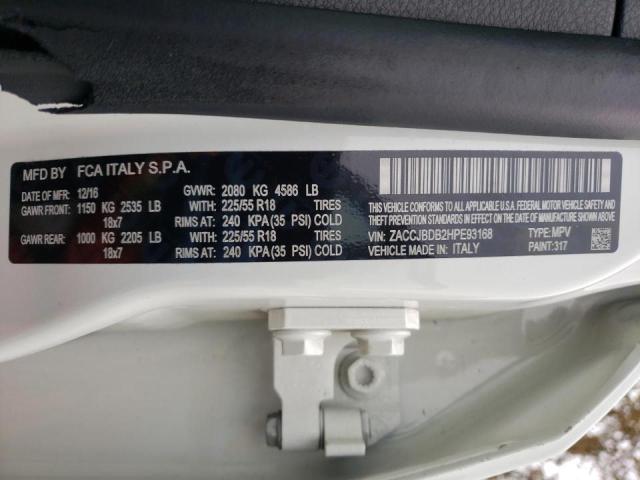 MFD BY FCA ITALY S.P.A.
DATE OF MFR: 12/16 GVWR: 2080 KG 4586 LB
GAWR FRONT: 1150 KG 2535 LB WITH: 225/55 R18 TIRES
18x7 RIMS AT: 240 KPA(35 PSI) COLD
GAWR REAR: 1000 KG 2205 LB WITH: 225/55 R18 TIRES
18x7 RIMS AT: 240 KPA(35 PSI) COLD
THIS VEHICLE CONFORMS TO ALL APPLICABLE
U.S.A. FEDERAL MOTOR VEHICLE SAFETY,
BUMPER AND THEFT PREVENTION STANDARDS IN
EFFECT ON THE DATE OF MANUFACTURE SHOWN ABOVE
VIN: ZACCJBDB2HPE93168 TYPE: MPV
VEHICLE MADE IN: ITALY PAINT: 317